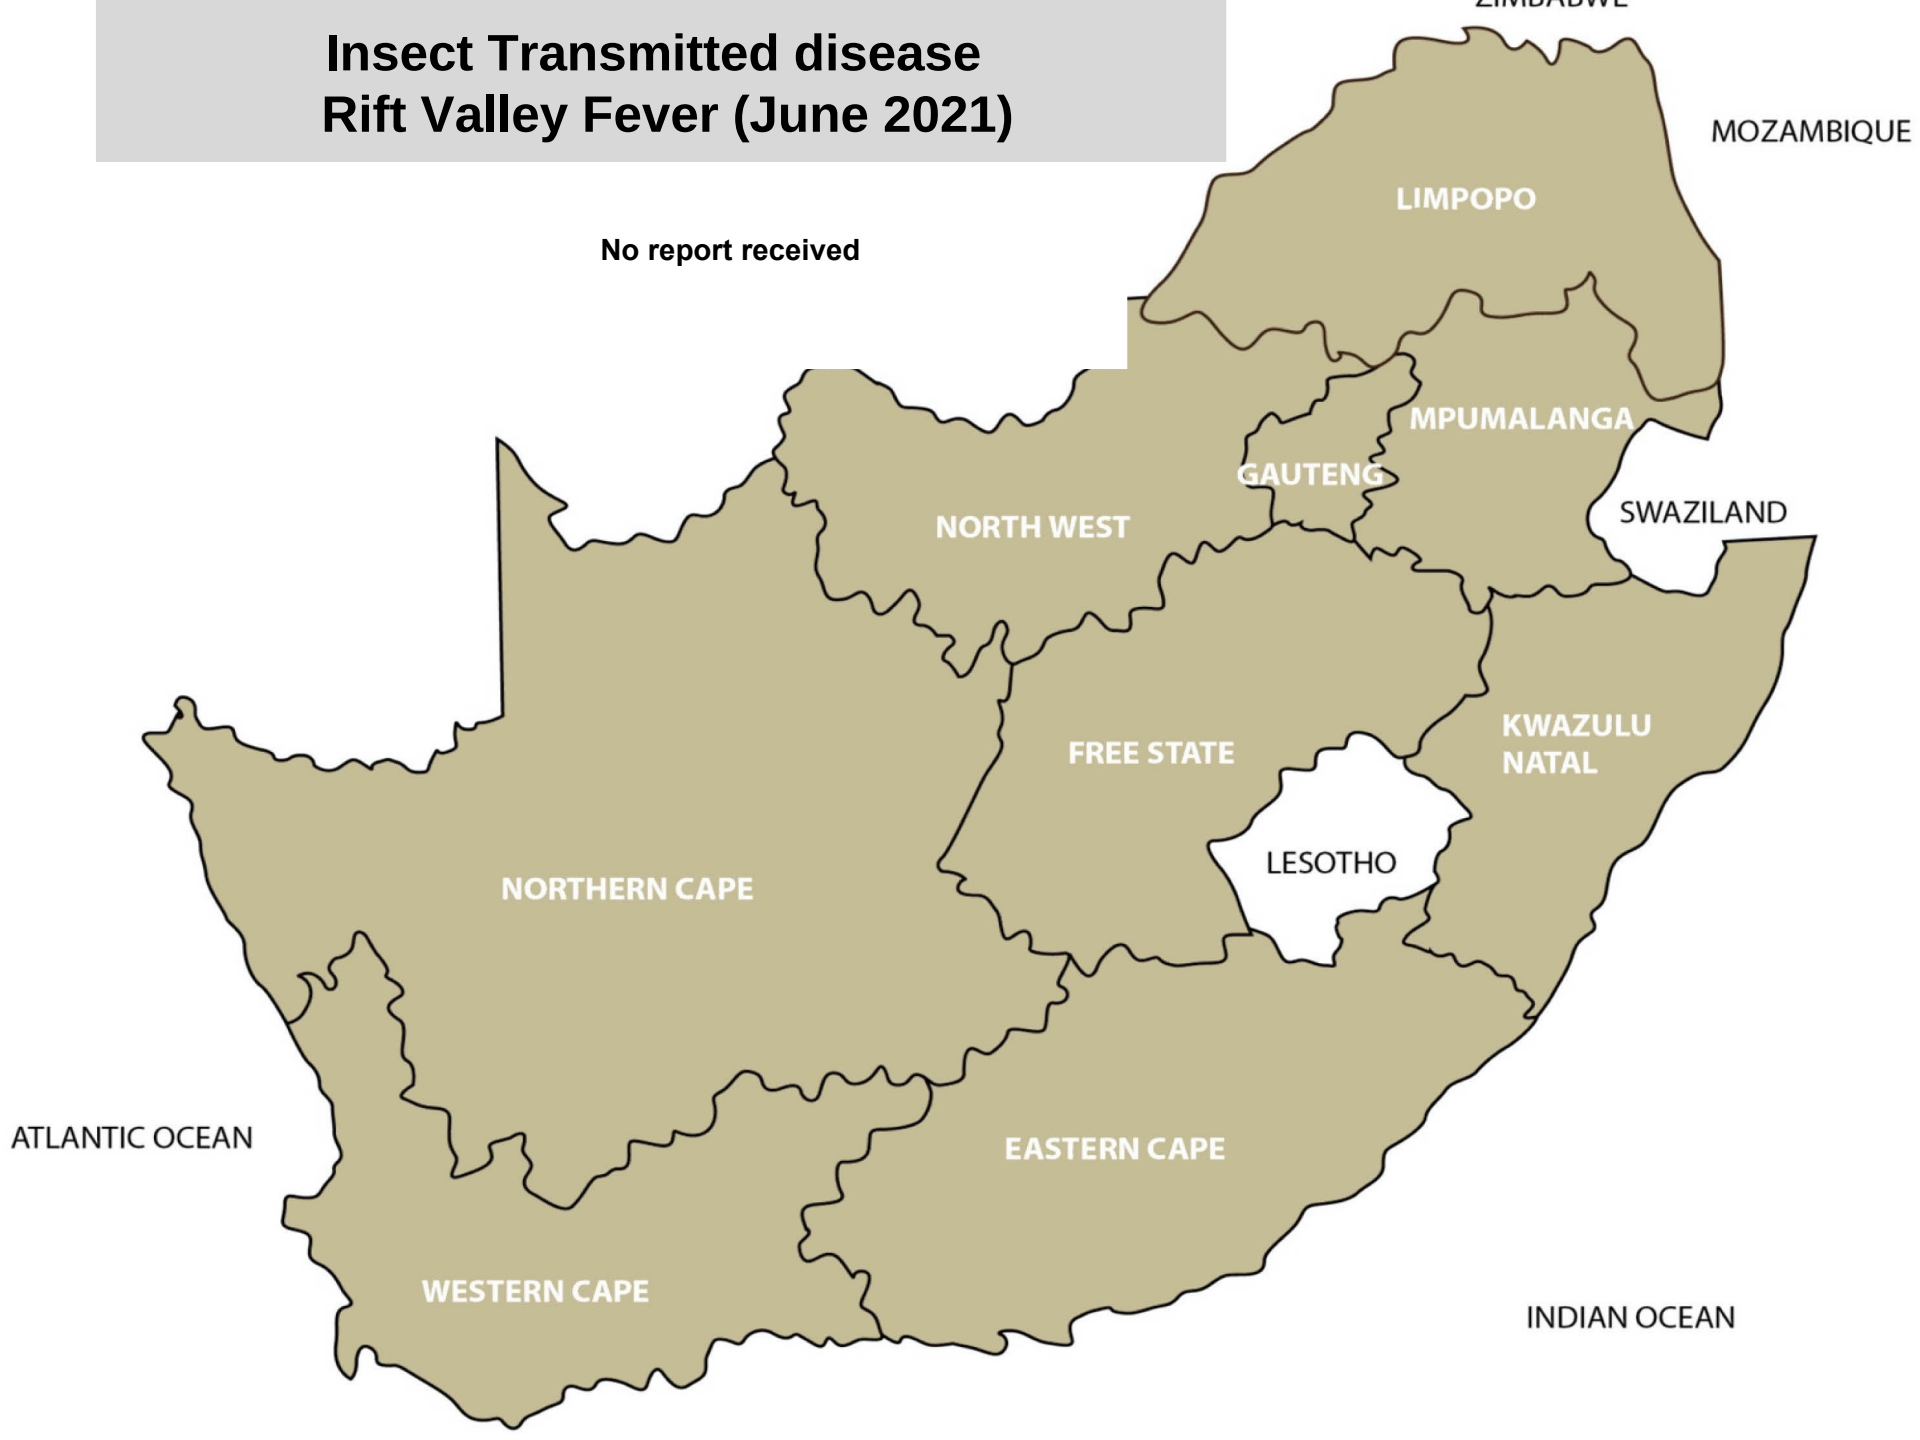 Insect Transmitted disease
Rift Valley Fever (June 2021)
ZIMBABWE
MOZAMBIQUE
LIMPOPO
No report received
MPUMALANGA
GAUTENG
SWAZILAND
NORTH WEST
KWAZULU
NATAL
FREE STATE
LESOTHO
NORTHERN CAPE
ATLANTIC OCEAN
EASTERN CAPE
WESTERN CAPE
INDIAN OCEAN